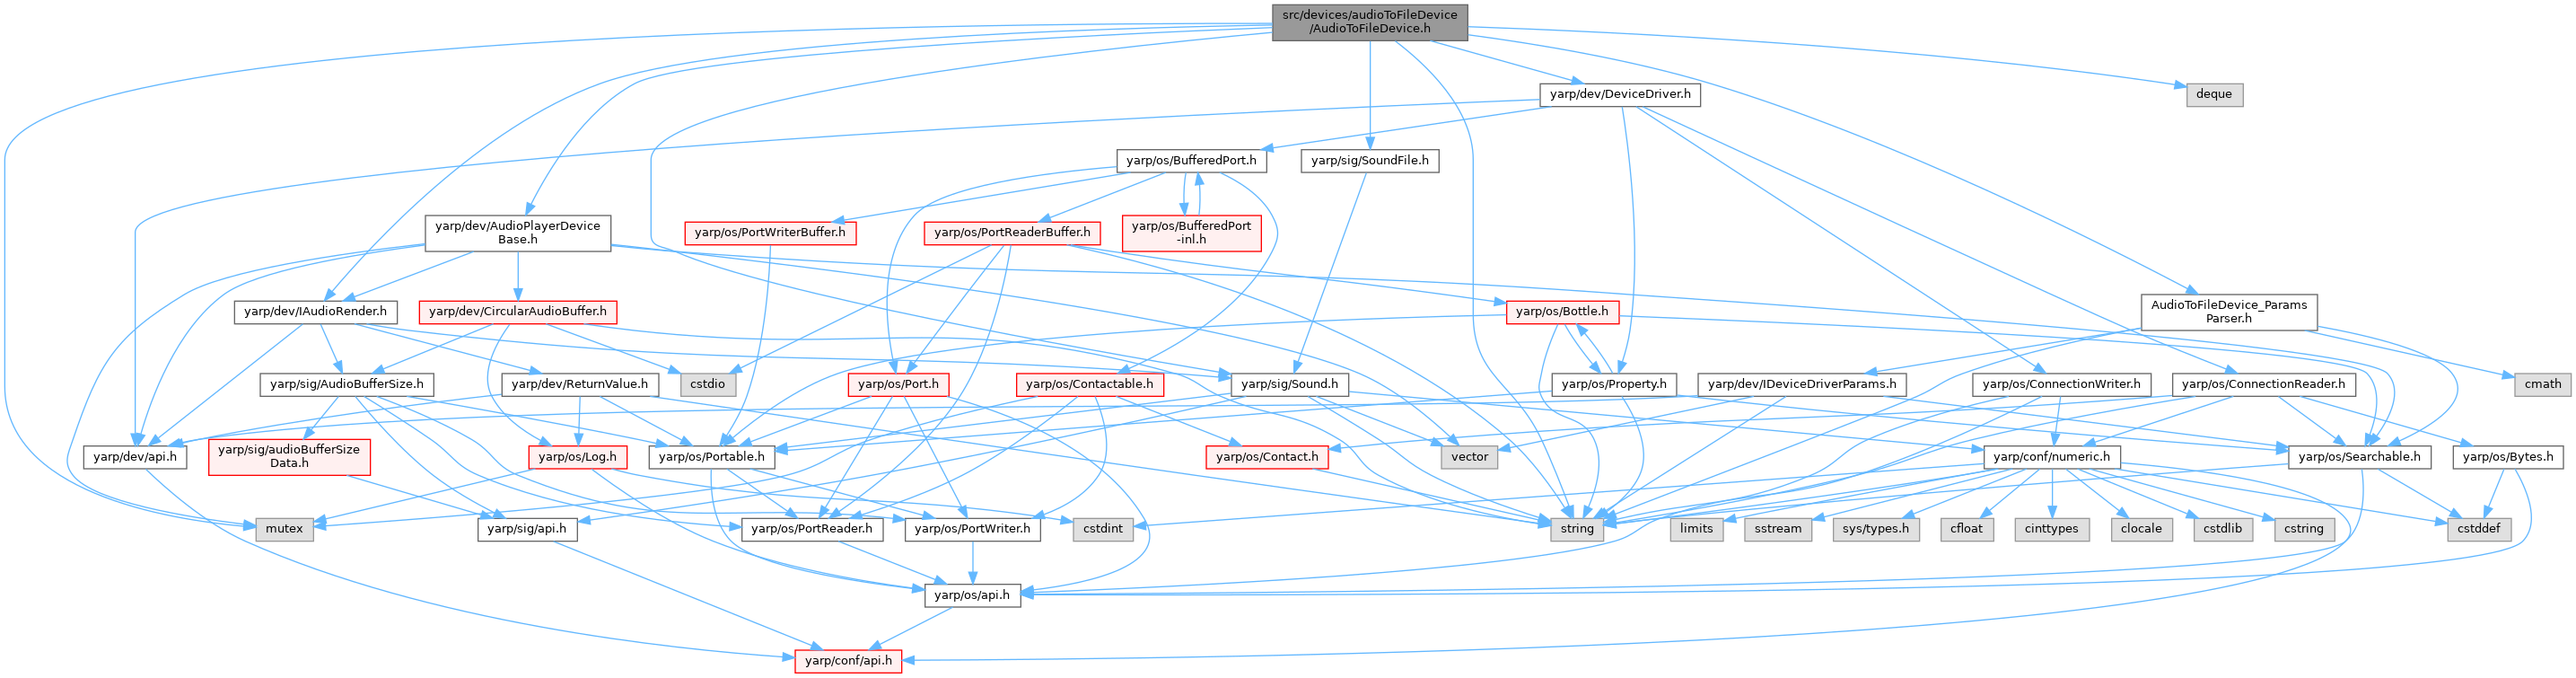 src/devices/audioToFileDevice
/AudioToFileDevice.h
yarp/dev/DeviceDriver.h
deque
yarp/os/BufferedPort.h
yarp/sig/SoundFile.h
yarp/dev/AudioPlayerDevice
Base.h
yarp/os/PortWriterBuffer.h
yarp/os/PortReaderBuffer.h
yarp/os/BufferedPort
-inl.h
yarp/dev/IAudioRender.h
yarp/dev/CircularAudioBuffer.h
yarp/os/Bottle.h
AudioToFileDevice_Params
Parser.h
yarp/sig/AudioBufferSize.h
yarp/dev/ReturnValue.h
cstdio
yarp/os/Port.h
yarp/os/Contactable.h
yarp/sig/Sound.h
yarp/os/Property.h
yarp/dev/IDeviceDriverParams.h
yarp/os/ConnectionWriter.h
yarp/os/ConnectionReader.h
cmath
yarp/dev/api.h
yarp/sig/audioBufferSize
Data.h
yarp/os/Log.h
yarp/os/Portable.h
yarp/os/Contact.h
vector
yarp/conf/numeric.h
yarp/os/Searchable.h
yarp/os/Bytes.h
mutex
yarp/sig/api.h
yarp/os/PortReader.h
yarp/os/PortWriter.h
cstdint
string
limits
sstream
sys/types.h
cfloat
cinttypes
clocale
cstdlib
cstring
cstddef
yarp/os/api.h
yarp/conf/api.h